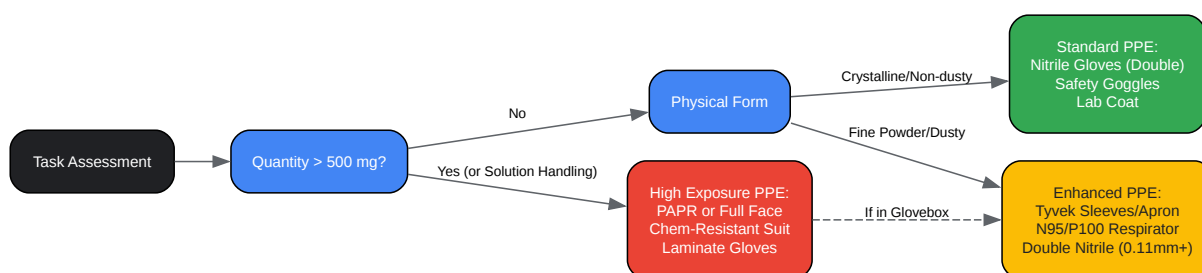 Task Assessment
Quantity > 500 mg?
No
Yes (or Solution Handling)
Physical Form
High Exposure PPE:
PAPR or Full Face
Chem-Resistant Suit
Laminate Gloves
Crystalline/Non-dusty
Fine Powder/Dusty
If in Glovebox
Standard PPE:
Nitrile Gloves (Double)
Safety Goggles
Lab Coat
Enhanced PPE:
Tyvek Sleeves/Apron
N95/P100 Respirator
Double Nitrile (0.11mm+)